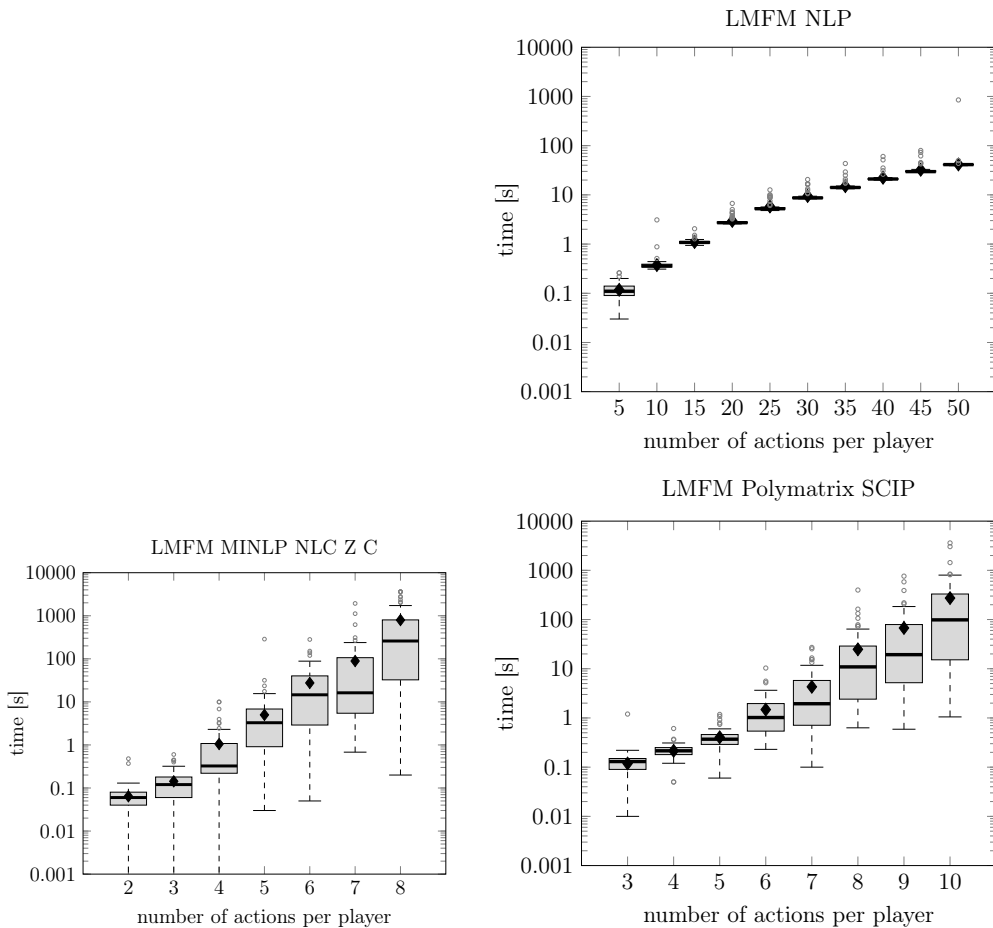 LMFM NLP
10000
1000
100
10
1
0.1
0.01
0.001
time [s]
5 10 15 20 25 30 35 40 45 50
number of actions per player
LMFM MINLP NLC Z C
10000
1000
100
10
1
0.1
0.01
0.001
time [s]
2 3 4 5 6 7 8
number of actions per player
LMFM Polymatrix SCIP
10000
1000
100
10
1
0.1
0.01
0.001
time [s]
3 4 5 6 7 8 9 10
number of actions per player